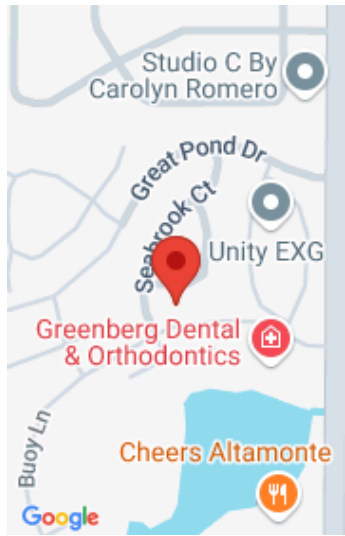 Studio C By
Carolyn Romero
Great Pond Dr
Seabrook Ct
Unity EXG
Greenberg Dental
& Orthodontics
Buoy Ln
Cheers Altamonte
Google